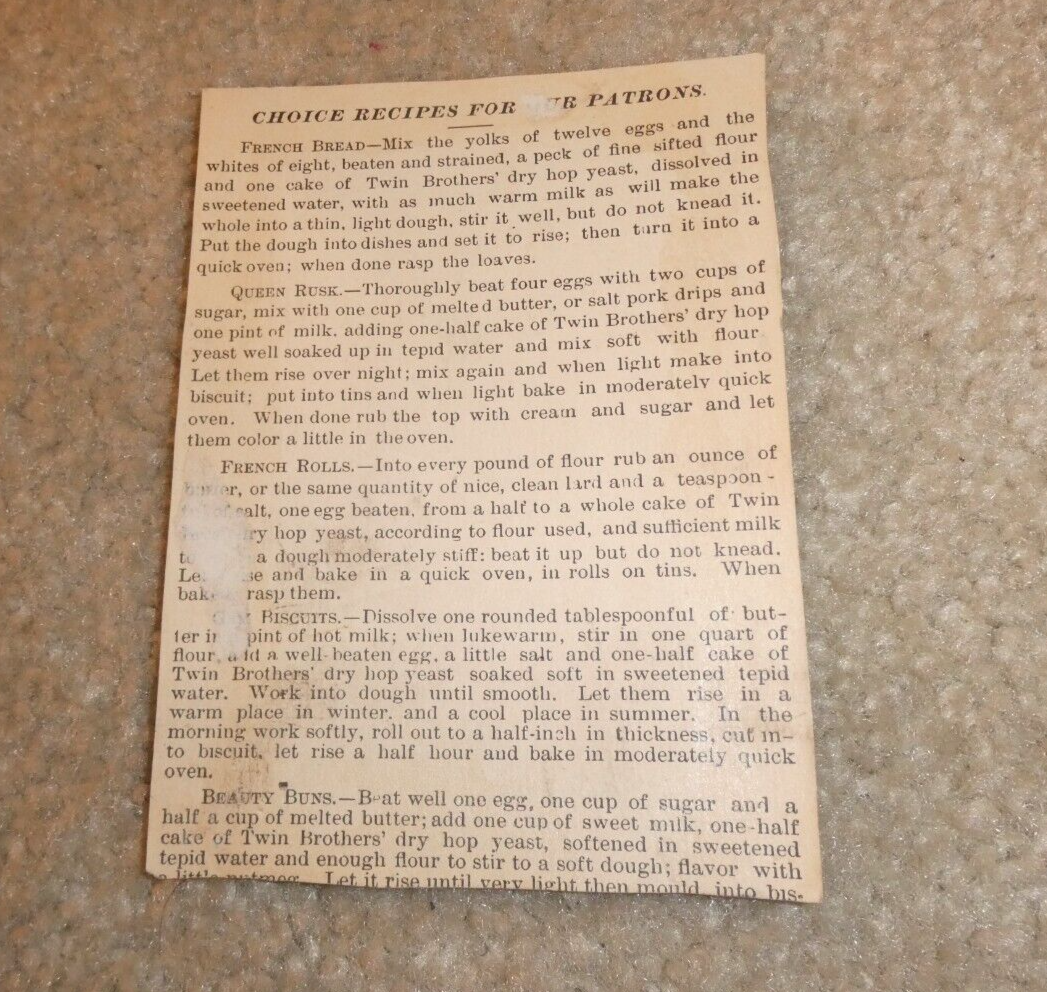 CHOICE RECIPES FOR UR PATRONS.
FRENCH BREAD—Mix the yolks of twelve eggs and the
whites of eight, beaten and strained, a peck of fine sifted flour
and one cake of Twin Brothers' dry hop yeast, dissolved in
sweetened water, with as much warm milk as will make the
whole into a thin, light dough, stir it well, but do not knead it.
Put the dough into dishes and set it to rise; then turn it into a
quick oven; when done rasp the loaves.
QUEEN RUSK.—Thoroughly beat four eggs with two cups of
sugar, mix with one cup of melted butter, or salt pork drips and
one pint of milk. adding one-half cake of Twin Brothers' dry hop
yeast well soaked up in tepid water and mix soft with flour
Let them rise over night; mix again and when light make into
biscuit; put into tins and when light bake in moderately quick
oven. When done rub the top with cream and sugar and let
them color a little in the oven.
FRENCH ROLLS.—Into every pound of flour rub an ounce of
or the same quantity of nice, clean lard and a teaspoon-
salt, one egg beaten, from a half to a whole cake of Twin
ry hop yeast, according to flour used, and sufficient milk
a dough moderately stiff: beat it up but do not knead.
se and bake in a quick oven, in rolls on tins. When
rasp them.
BISCUITS.—Dissolve one rounded tablespoonful of but-
ter in pint of hot milk; when lukewarm, stir in one quart of
flour, a well-beaten egg, a little salt and one-half cake of
Twin Brothers' dry hop yeast soaked soft in sweetened tepid
water. Work into dough until smooth. Let them rise in a
warm place in winter. and a cool place in summer. In the
morning work softly, roll out to a half-inch in thickness, cut in-
to biscuit, let rise a half hour and bake in moderately quick
oven.
BEAUTY BUNS.—Beat well one egg, one cup of sugar and a
half a cup of melted butter; add one cup of sweet milk, one-half
cake of Twin Brothers' dry hop yeast, softened in sweetened
tepid water and enough flour to stir to a soft dough; flavor with
a little nutmeg. Let it rise until very light then mould into bis-